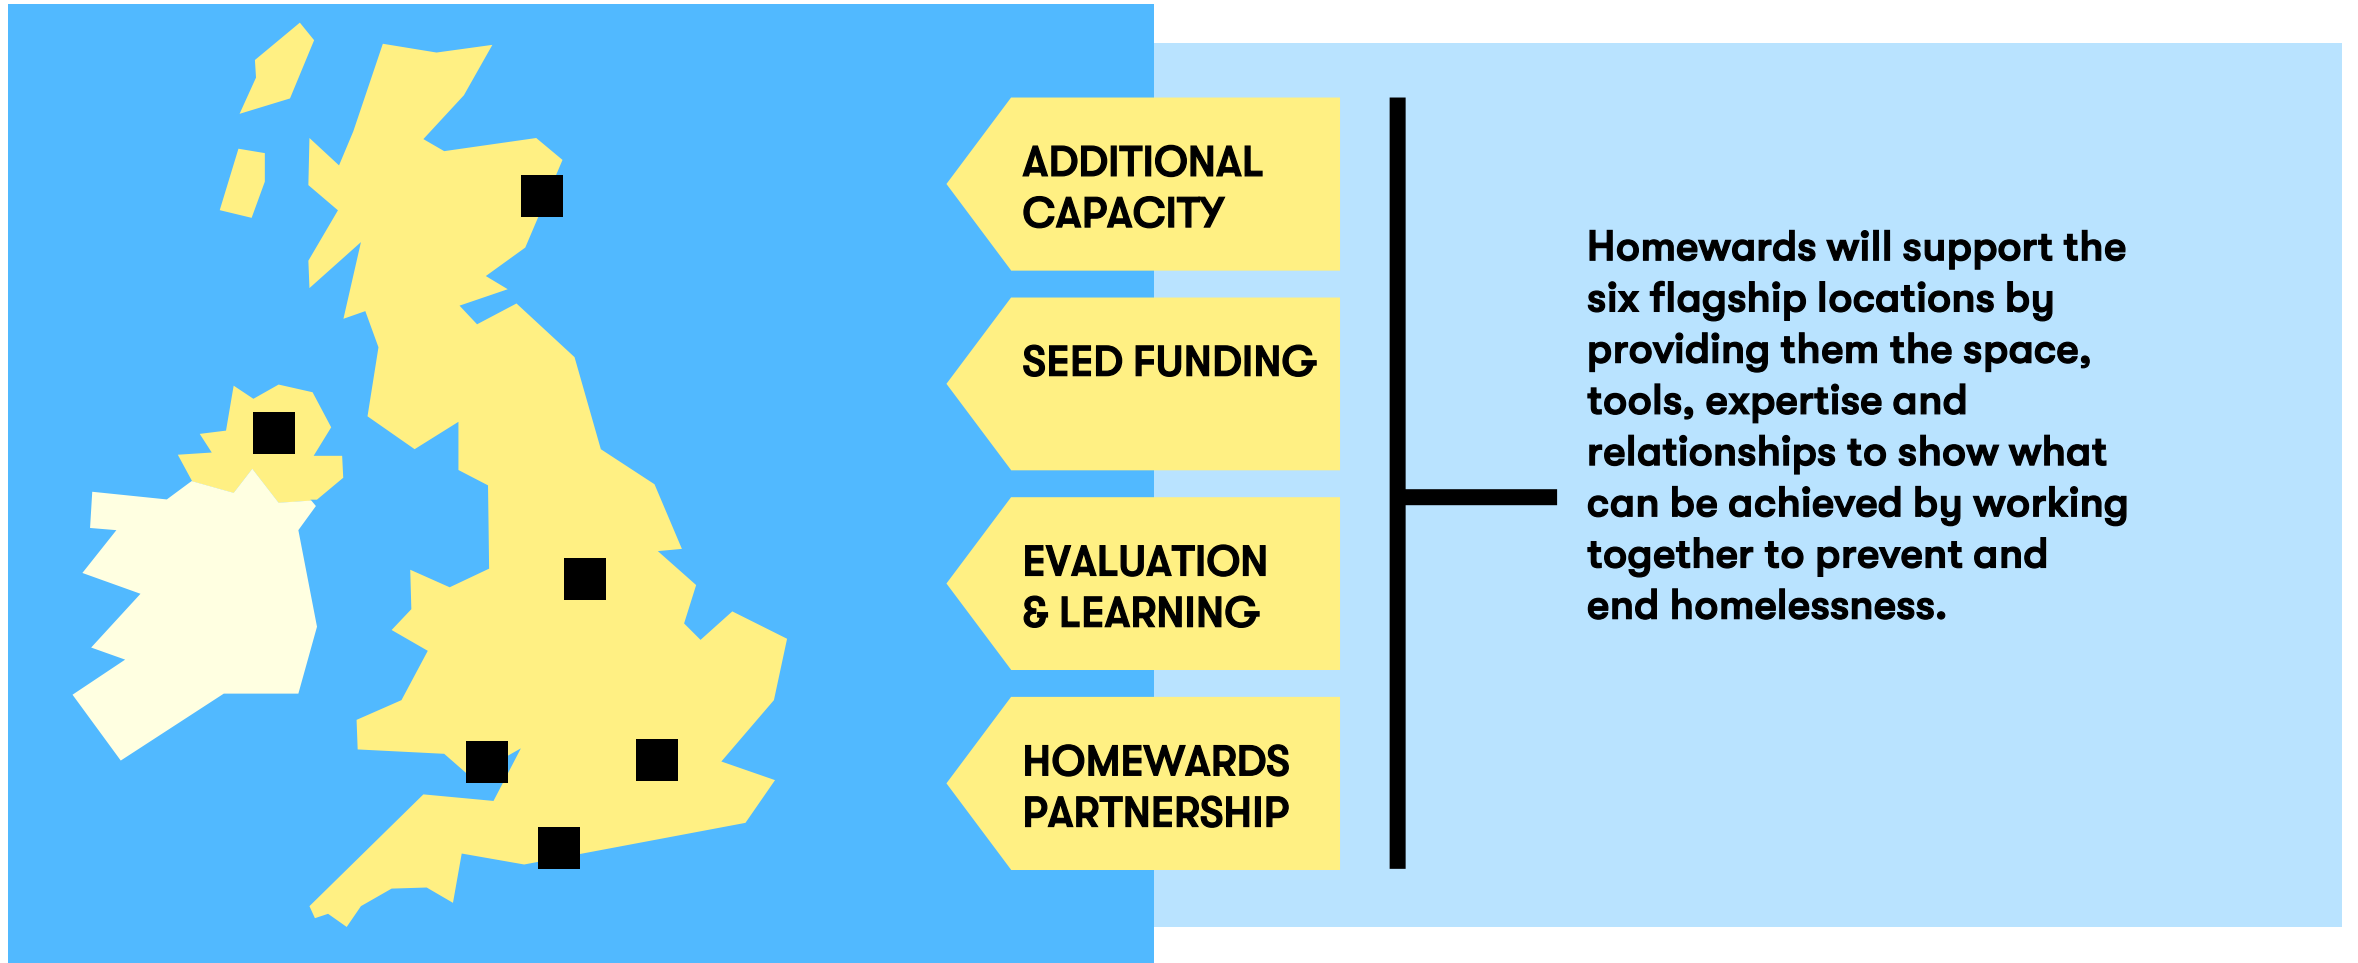 ADDITIONAL
CAPACITY
SEED FUNDING
EVALUATION
& LEARNING
HOMEWARDS
PARTNERSHIP
Homewards will support the
six flagship locations by
providing them the space,
tools, expertise and
relationships to show what
can be achieved by working
together to prevent and
end homelessness.